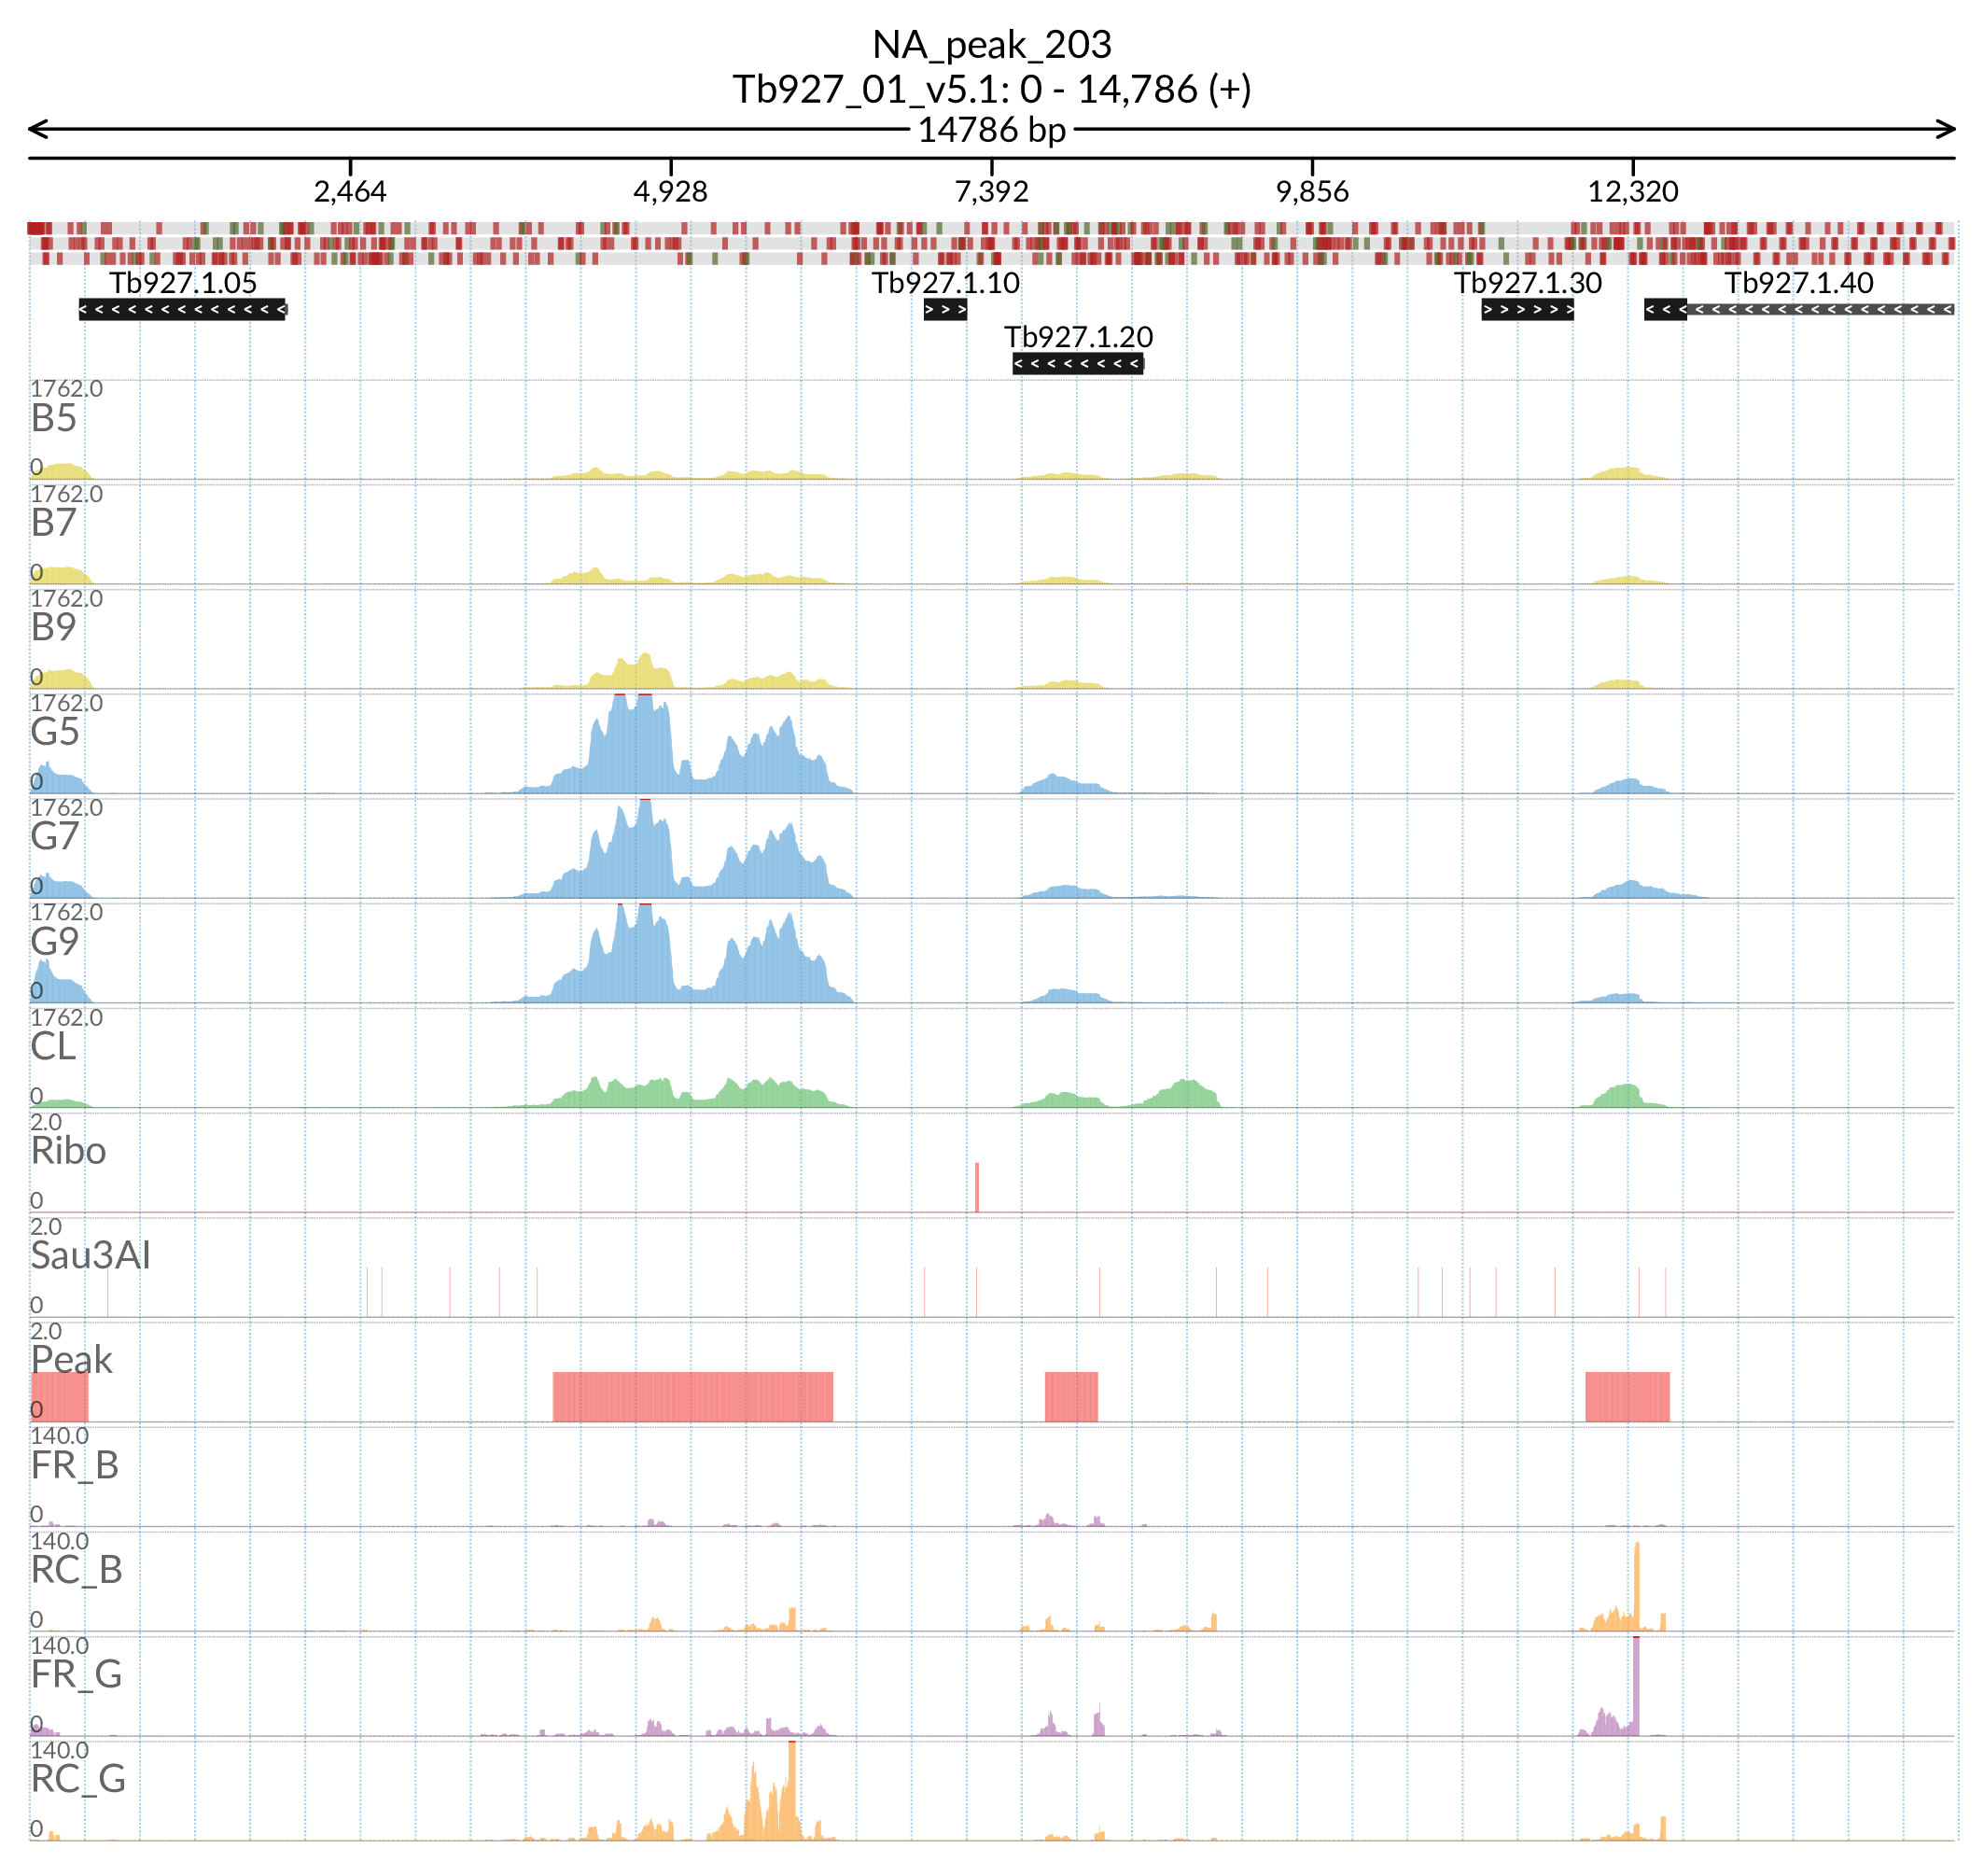 NA_peak_203
Tb927_01_v5.1: 0 - 14,786 (+)
14786 bp
2,464 4,928 7,392 9,856 12,320
Tb927.1.05 Tb927.1.10 Tb927.1.30 Tb927.1.40
Tb927.1.20
1762.0
B5
0
1762.0
B7
0
1762.0
B9
0
1762.0
G5
0
1762.0
G7
0
1762.0
G9
0
1762.0
CL
0
2.0
Ribo
0
2.0
Sau3AI
0
2.0
Peak
0
140.0
FR_B
0
140.0
RC_B
0
140.0
FR_G
0
140.0
RC_G
0